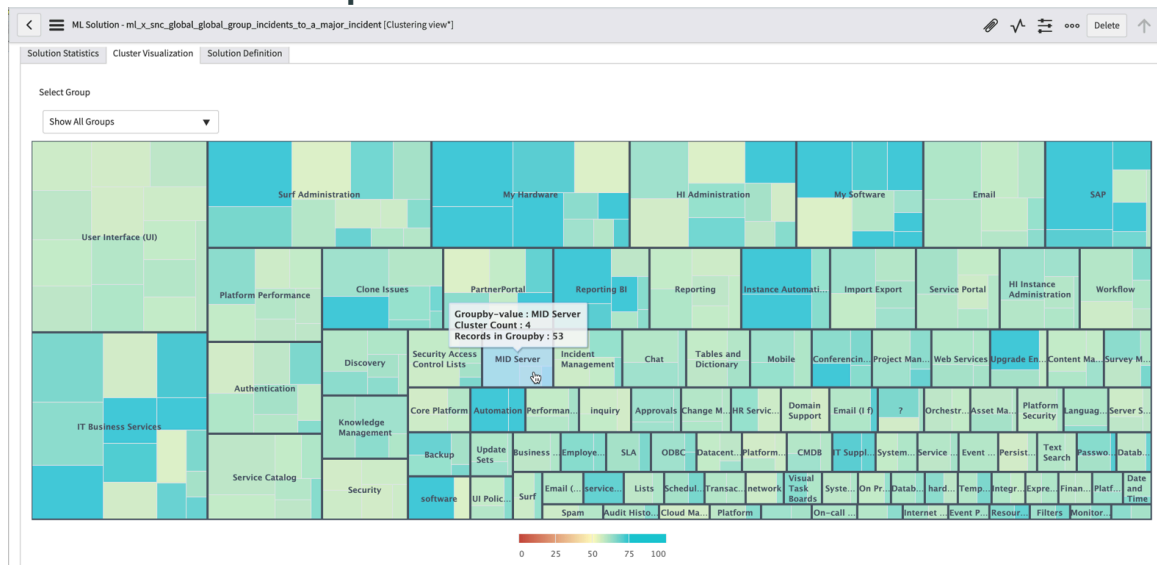 ML Solution - ml_x_snc_global_global_group_incidents_to_a_major_incident [Clustering view*]
Delete
Solution Statistics Cluster Visualization Solution Definition
Select Group
Show All Groups
Surf Administration My Hardware HI Administration My Software Email SAP
User Interface (UI)
Platform Performance Clone Issues PartnerPortal Reporting BI Reporting Instance Automati... Import Export Service Portal HI Instance Administration Workflow
Groupby-value : MID Server
Cluster Count : 4
Records in Groupby : 53
Discovery Security Access Control Lists MID Server Incident Management Chat Tables and Dictionary Mobile Conferencin... Project Man... Web Services Upgrade En... Content Ma... Survey M...
Authentication
IT Business Services
Knowledge Management
Core Platform Automation Performan... inquiry Approvals Change M... HR Servic... Domain Support Email (I f) ? Orchestr... Asset Ma... Platform Security Languag... Server S...
Backup Update Sets Business ... Employe... SLA ODBC Datacent... Platform... CMDB IT Suppl... System... Service ... Event ... Persist... Text Search Passwo... Datab...
Service Catalog Security
software UI Polic... Surf Email (... service... Lists Schedul... Transac... network Visual Task Boards Syste... On Pr... Datab... hard... Temp... Integr... Expre... Finan... Platf... Date and Time
Spam Audit Histo... Cloud Ma... Platform On-call ... Internet ... Event P... Resour... Filters Monitor...
0 25 50 75 100